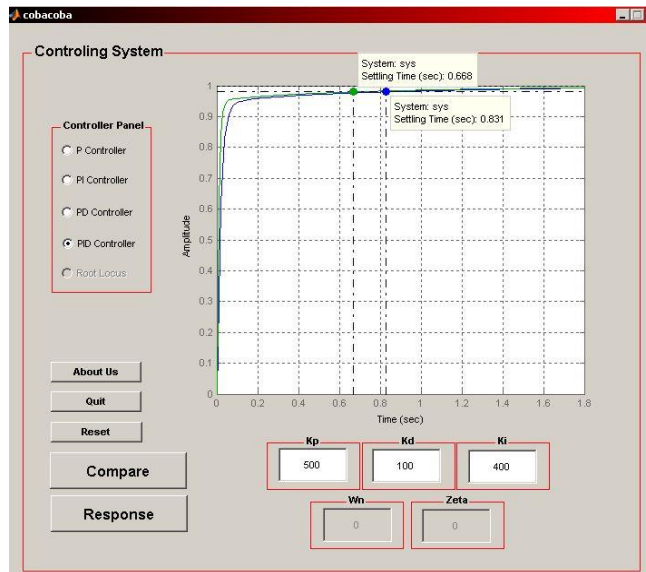 cobacoba
Controling System
System: sys
Settling Time (sec): 0.668
System: sys
Settling Time (sec): 0.831
Controller Panel
P Controller
PI Controller
PD Controller
PID Controller
Root Locus
Amplitude
1
0.9
0.8
0.7
0.6
0.5
0.4
0.3
0.2
0.1
0
0 0.2 0.4 0.6 0.8 1 1.2 1.4 1.6 1.8
Time (sec)
About Us
Quit
Reset
Compare
Response
Kp Kd Ki
500 100 400
Wn Zeta
0 0